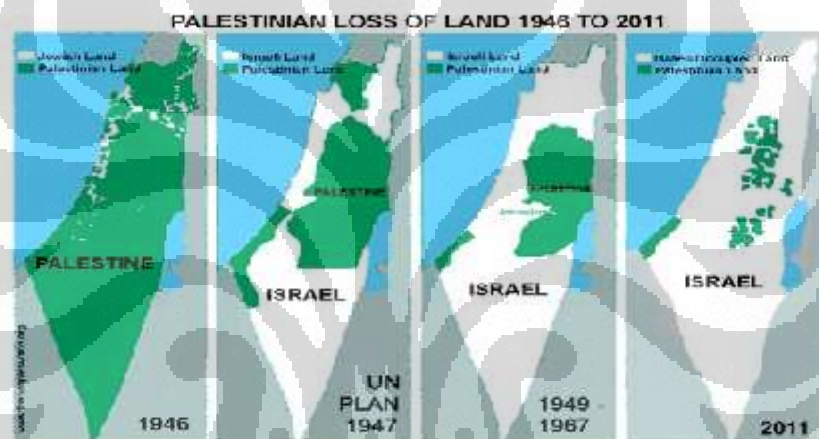 PALESTINIAN LOSS OF LAND 1946 TO 2011
Jewish Land
Palestinian Land
PALESTINE
1946
Israeli Land
Palestinian Land
PALESTINE
ISRAEL
UN
PLAN
1947
Israeli Land
Palestinian Land
PALESTINE
ISRAEL
1949 -
1967
Land
Palestinian Land
ISRAEL
2011